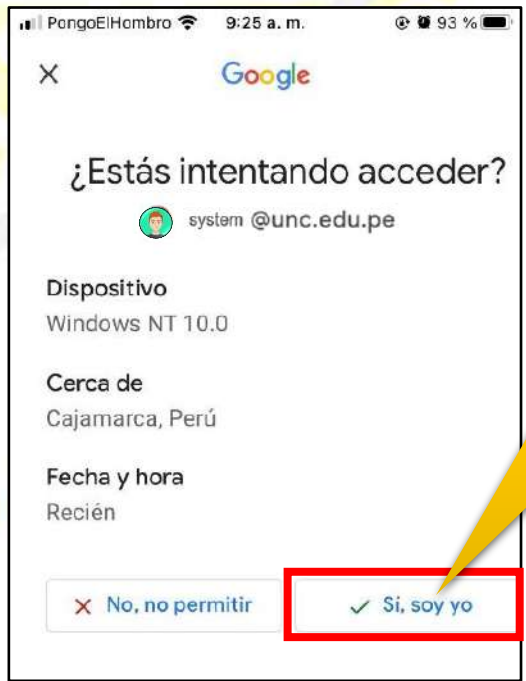 PongoElHombro 9:25 a. m. 93 %
Google
¿Estás intentando acceder?
system @unc.edu.pe
Dispositivo
Windows NT 10.0
Cerca de
Cajamarca, Perú
Fecha y hora
Recién
No, no permitir Sí, soy yo